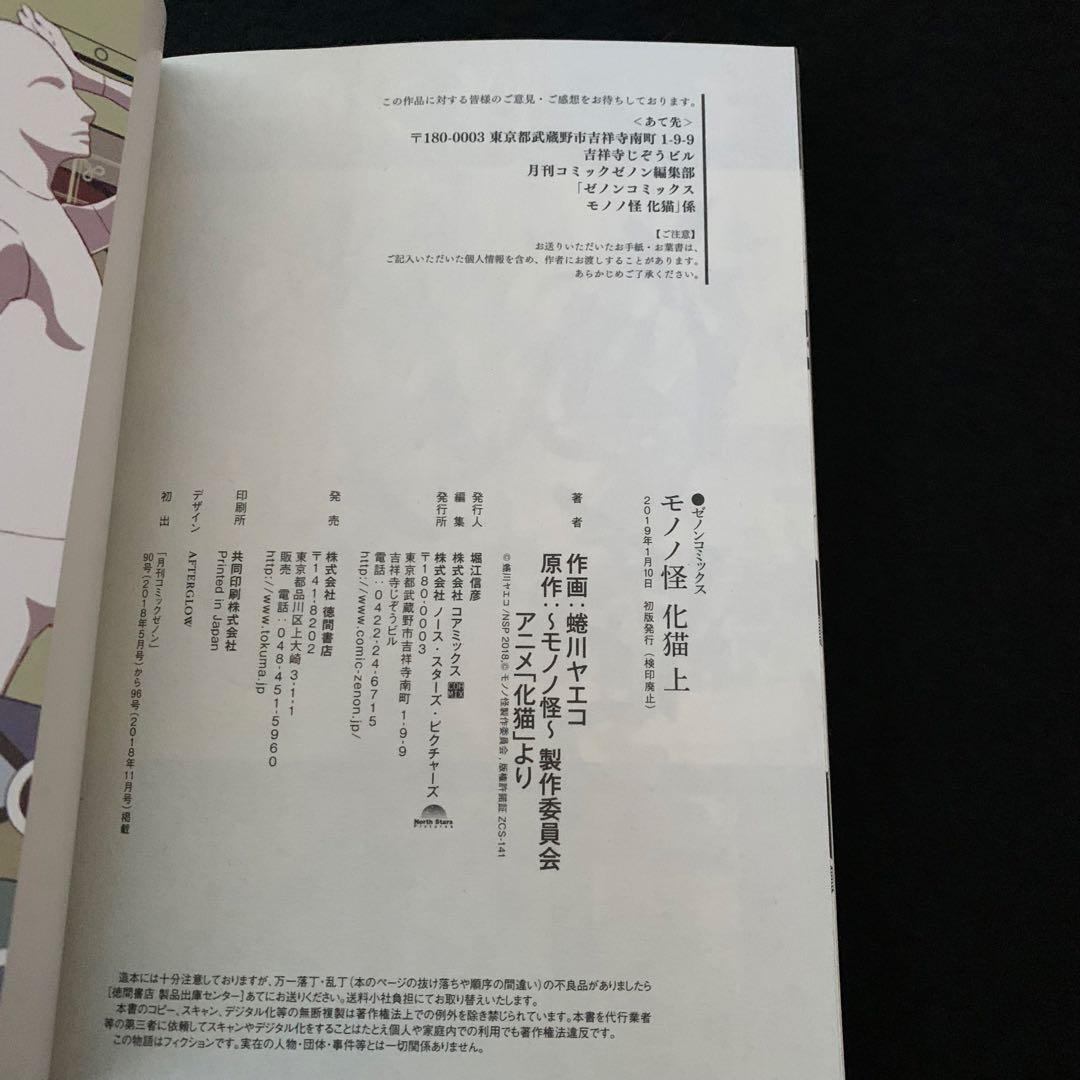 この作品に対する皆様のご意見・ご感想をお待ちしております。
<あて先>
〒180-0003 東京都武蔵野市吉祥寺南町 1-9-9
吉祥寺じぞうビル
月刊コミックゼノン編集部
「ゼノンコミックス
モノノ怪 化猫」係
【ご注意】
お送りいただいたお手紙・お葉書は、
ご記入いただいた個人情報を含め、作者にお渡しすることがあります。
あらかじめご了承ください。
●ゼノンコミックス
モノノ怪 化猫 上
2019年1月10日 初版発行（検印廃止）
著者 作画：蜷川ヤエコ
原作：〜モノノ怪〜 製作委員会
アニメ「化猫」より
© 蜷川ヤエコ/NSP 2018,© モノノ怪製作委員会，版権許諾証 ZCS-141
発行人 堀江信彦
編集 株式会社 コアミックス
発行所 株式会社 ノース・スターズ・ピクチャーズ
North Stars
Pictures
〒180-0003
東京都武蔵野市吉祥寺南町 1-9-9
吉祥寺じぞうビル
電話：0422-24-6715
http://www.comic-zenon.jp/
発売 株式会社 徳間書店
〒141-8202
東京都品川区上大崎 3-1-1
販売 電話：048-451-5960
http://www.tokuma.jp
印刷所 共同印刷株式会社
Printed in Japan
デザイン AFTERGLOW
初出 「月刊コミックゼノン」
90号（2018年5月号）から96号（2018年11月号）掲載
造本には十分注意しておりますが、万一落丁・乱丁（本のページの抜け落ちや順序の間違い）の不良品がありましたら
［徳間書店 製品出庫センター］あてにお送りください。送料小社負担にてお取り替えいたします。
本書のコピー、スキャン、デジタル化等の無断複製は著作権法上での例外を除き禁じられています。本書を代行業者
等の第三者に依頼してスキャンやデジタル化をすることはたとえ個人や家庭内での利用でも著作権法違反です。
この物語はフィクションです。実在の人物・団体・事件等とは一切関係ありません。